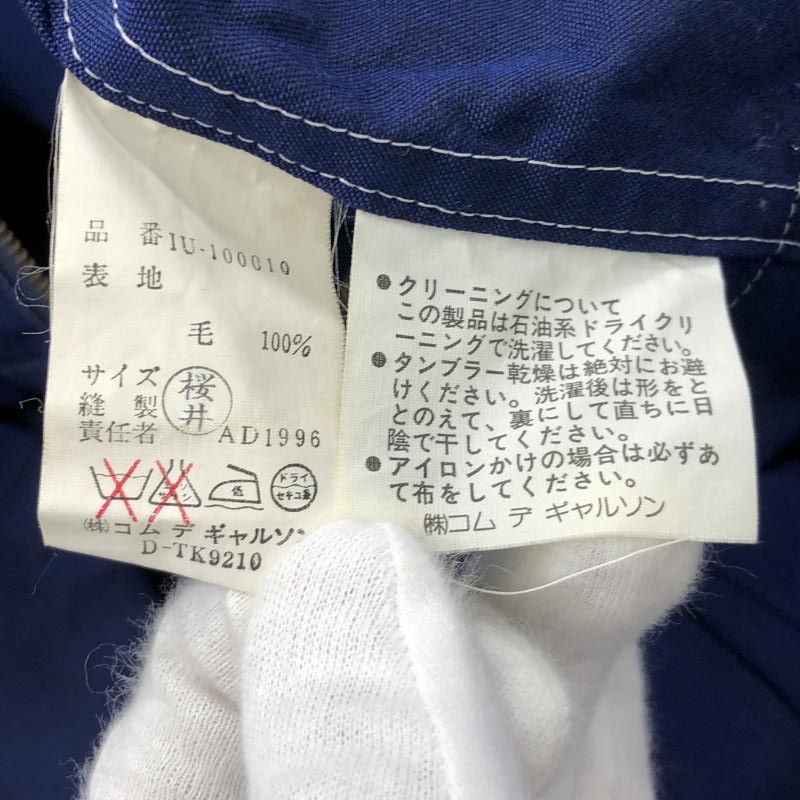 品番 IU-100010
表地
毛 100%
サイズ
縫製 桜井
責任者 AD1996
低 ドライ セキユ系
㈱コム デ ギャルソン
D-TK9210
●クリーニングについて
この製品は石油系ドライクリ
ーニングで洗濯してください。
●タンブラー乾燥は絶対にお避
けください。洗濯後は形をと
とのえて、裏にして直ちに日
陰で干してください。
●アイロンかけの場合は必ずあ
て布をしてください。
㈱コム デ ギャルソン